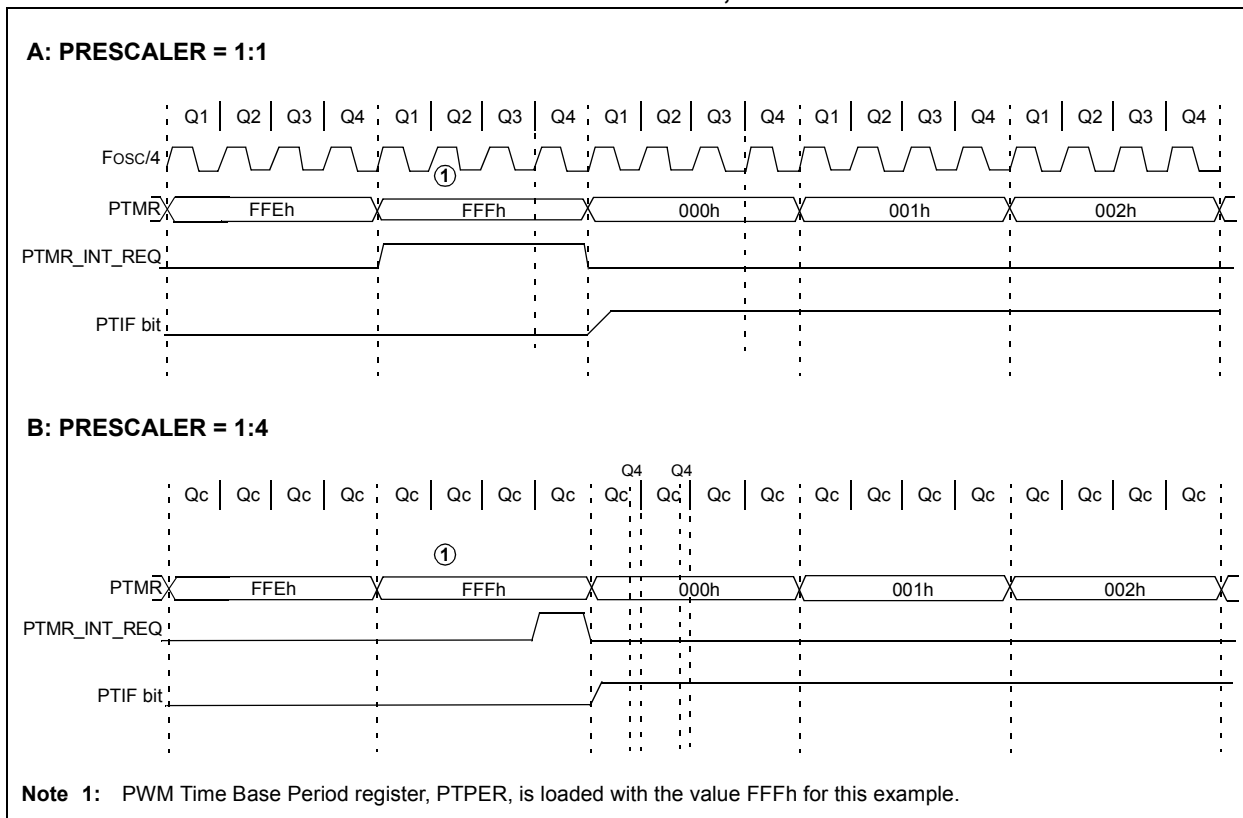 A: PRESCALER = 1:1
Q1 Q2 Q3 Q4 Q1 Q2 Q3 Q4 Q1 Q2 Q3 Q4 Q1 Q2 Q3 Q4 Q1 Q2 Q3 Q4
FOSC/4
1
PTMR FFEh FFFh 000h 001h 002h
PTMR_INT_REQ
PTIF bit
B: PRESCALER = 1:4
Q4 Q4
Qc Qc Qc Qc Qc Qc Qc Qc Qc Qc Qc Qc Qc Qc Qc Qc Qc Qc Qc Qc
1
PTMR FFEh FFFh 000h 001h 002h
PTMR_INT_REQ
PTIF bit
Note 1: PWM Time Base Period register, PTPER, is loaded with the value FFFh for this example.